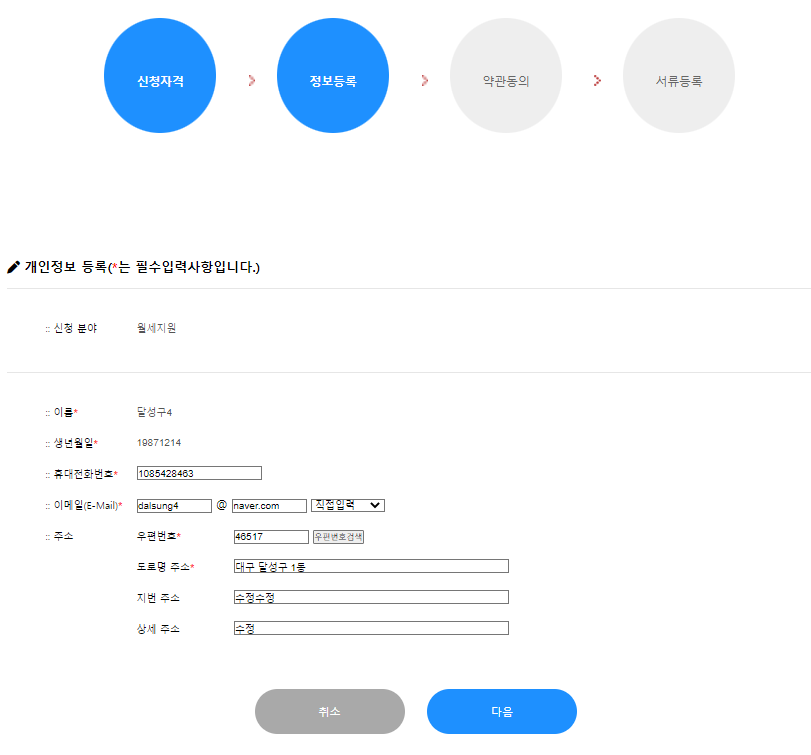 신청자격 > 정보등록 > 약관동의 > 서류등록
개인정보 등록(*는 필수입력사항입니다.)
:: 신청 분야 월세지원
:: 이름* 달성구4
:: 생년월일* 19871214
:: 휴대전화번호* 1085428463
:: 이메일(E-Mail)* dalsung4 @ naver.com 직접입력
:: 주소 우편번호* 46517 우편번호검색
도로명 주소* 대구 달성구 1동
지번 주소 수정수정
상세 주소 수정
취소 다음